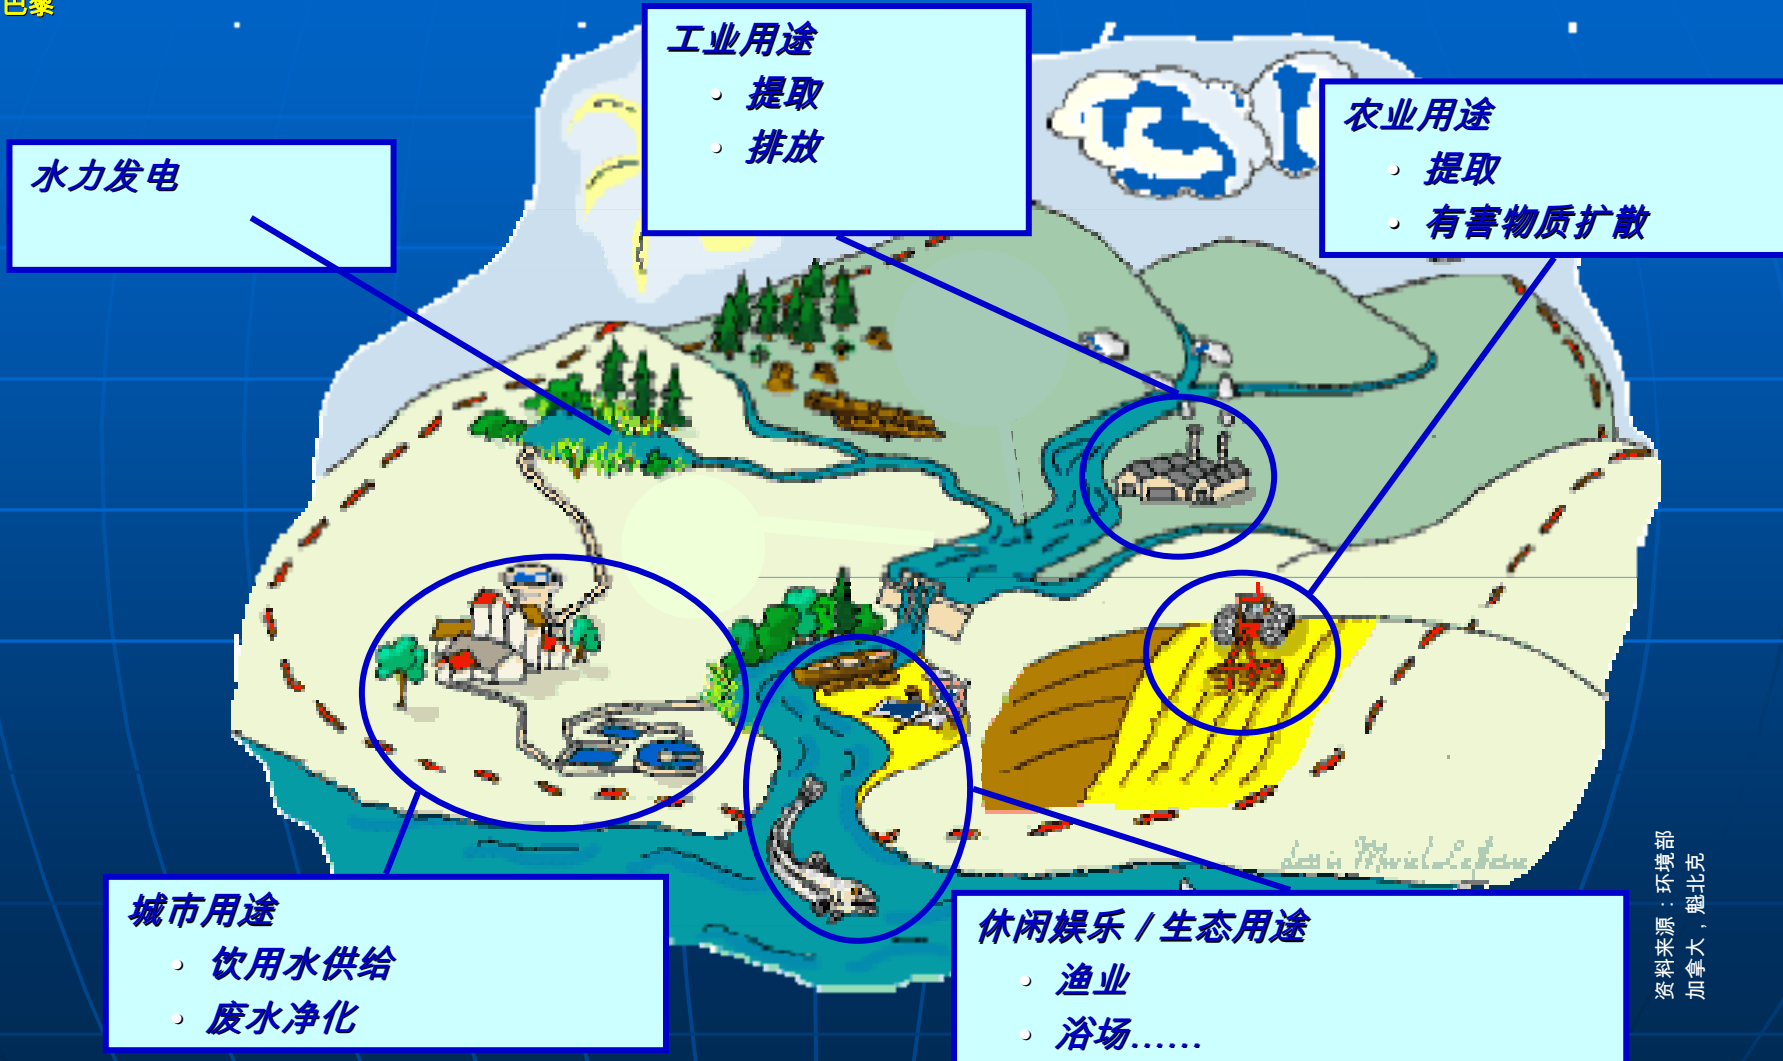 巴黎
工业用途
• 提取
• 排放
农业用途
• 提取
• 有害物质扩散
水力发电
城市用途
• 饮用水供给
• 废水净化
休闲娱乐 / 生态用途
• 渔业
• 浴场……
资料来源：环境部
加拿大，魁北克